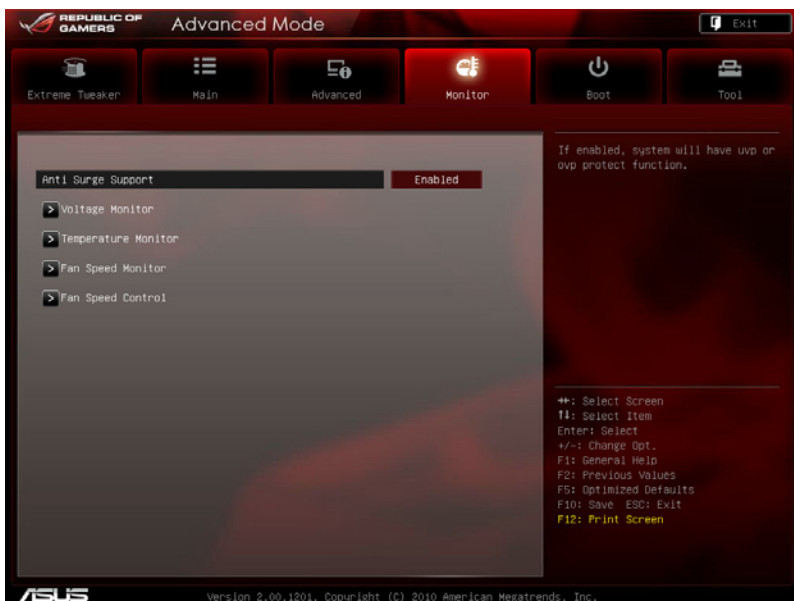 REPUBLIC OF
GAMERS
Advanced Mode
Exit
Extreme Tweaker
Main
Advanced
Monitor
Boot
Tool
If enabled, system will have uvp or
ovp protect function.
Anti Surge Support
Enabled
> Voltage Monitor
> Temperature Monitor
> Fan Speed Monitor
> Fan Speed Control
→←: Select Screen
↑↓: Select Item
Enter: Select
+/-: Change Opt.
F1: General Help
F2: Previous Values
F5: Optimized Defaults
F10: Save  ESC: Exit
F12: Print Screen
ASUS
Version 2.00.1201. Copyright (C) 2010 American Megatrends, Inc.